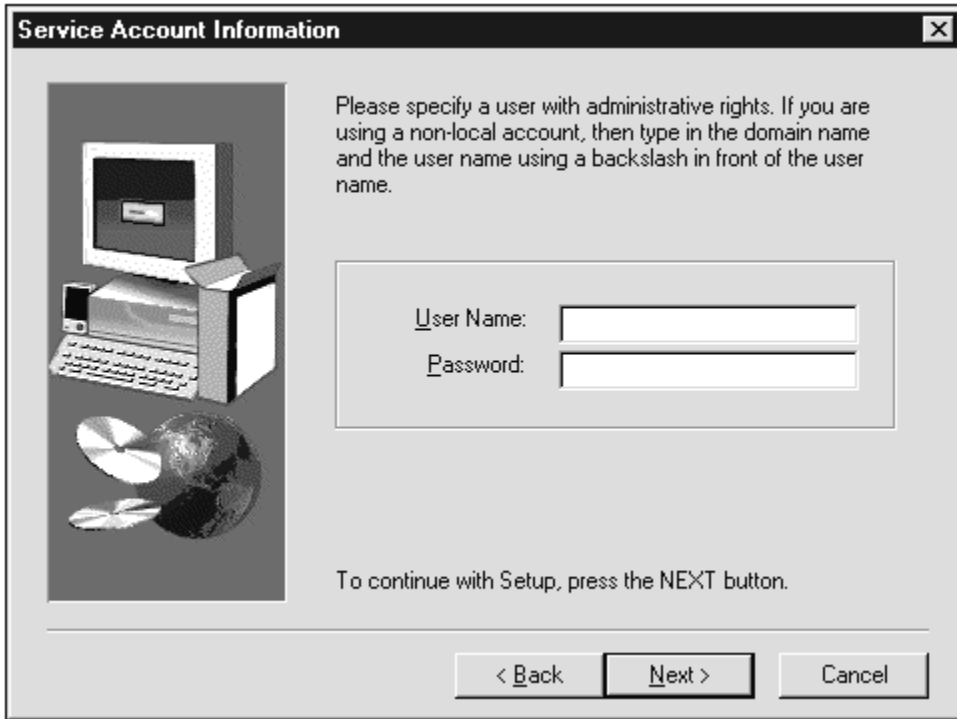 Service Account Information
Please specify a user with administrative rights. If you are
using a non-local account, then type in the domain name
and the user name using a backslash in front of the user
name.
User Name:
Password:
To continue with Setup, press the NEXT button.
< Back
Next >
Cancel